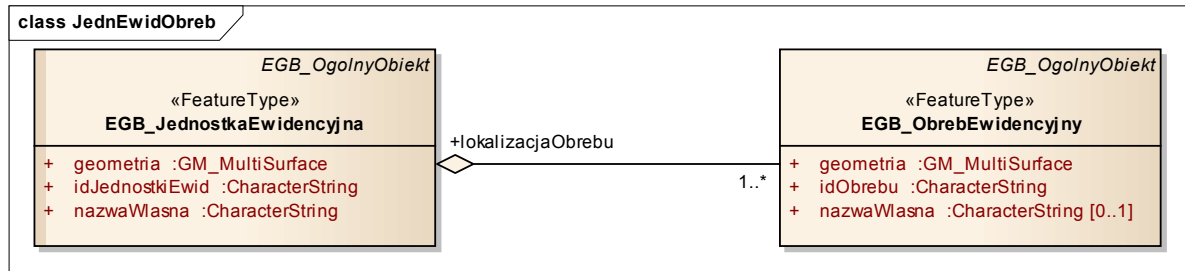 class JednEwidObreb
EGB_OgolnyObiekt
«FeatureType»
EGB_JednostkaEwidencyjna
+ geometria :GM_MultiSurface
+ idJednostkiEwid :CharacterString
+ nazwaWlasna :CharacterString
+lokalizacjaObrebu
1..*
EGB_OgolnyObiekt
«FeatureType»
EGB_ObrebEwidencyjny
+ geometria :GM_MultiSurface
+ idObrebu :CharacterString
+ nazwaWlasna :CharacterString [0..1]